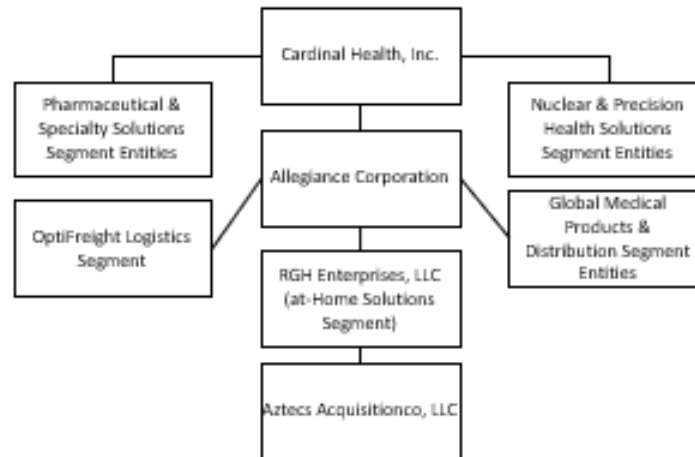 Cardinal Health, Inc.
Pharmaceutical &
Specialty Solutions
Segment Entities
Nuclear & Precision
Health Solutions
Segment Entities
Allegiance Corporation
OptiFreight Logistics
Segment
Global Medical
Products &
Distribution Segment
Entities
RGH Enterprises, LLC
(at-Home Solutions
Segment)
Aztecs Acquisitionco, LLC